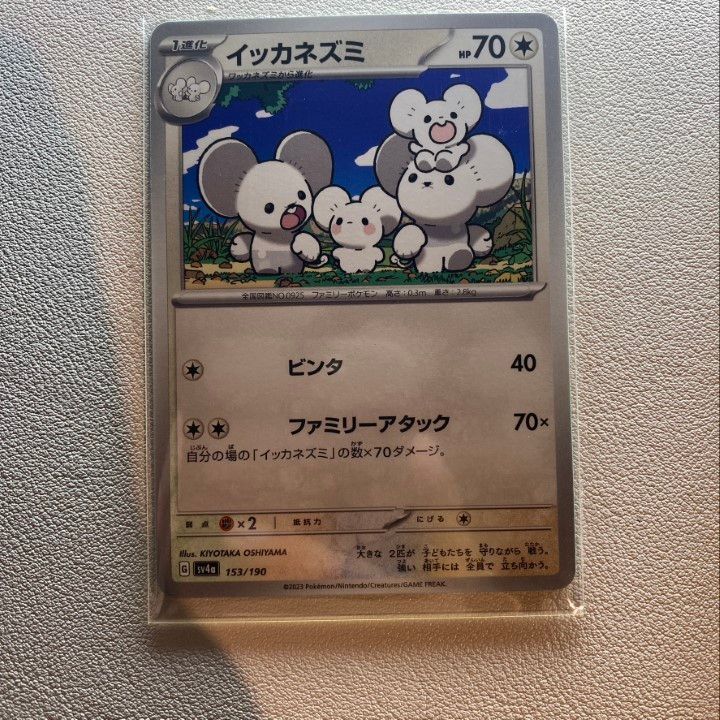 1進化
イッカネズミ
HP 70
ワッカネズミから進化
全国図鑑NO.0925 ファミリーポケモン 高さ:0.3m 重さ:2.8kg
ビンタ 40
ファミリーアタック 70×
自分の場の「イッカネズミ」の数×70ダメージ。
弱点 ×2 抵抗力 にげる
Illus. KIYOTAKA OSHIYAMA
大きな 2匹が 子どもたちを 守りながら 戦う。
強い 相手には 全員で 立ち向かう。
G SV4a 153/190
©2023 Pokémon/Nintendo/Creatures/GAME FREAK.